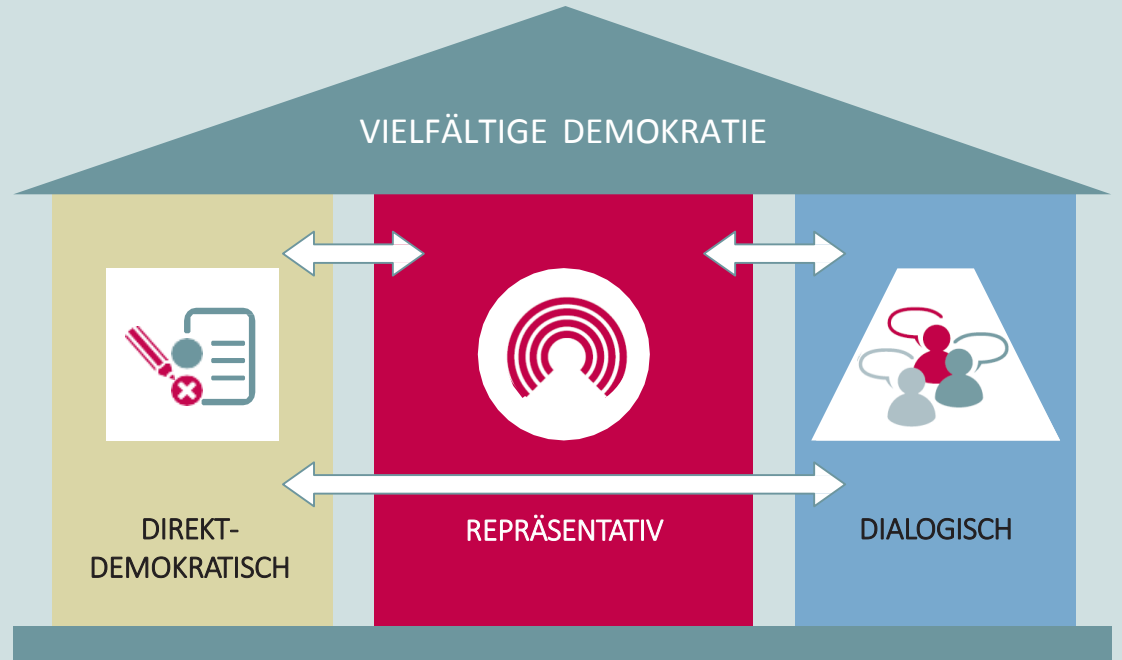 VIELFÄLTIGE DEMOKRATIE
DIREKT-
DEMOKRATISCH
REPRÄSENTATIV
DIALOGISCH